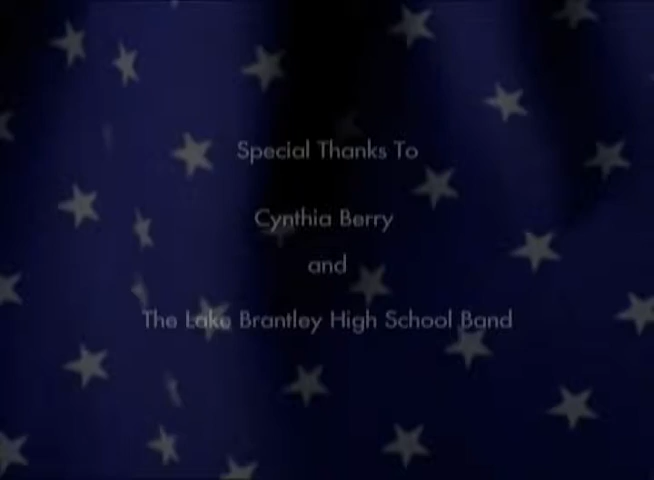 Special Thanks To
Cynthia Berry
and
The Lake Brantley High School Band